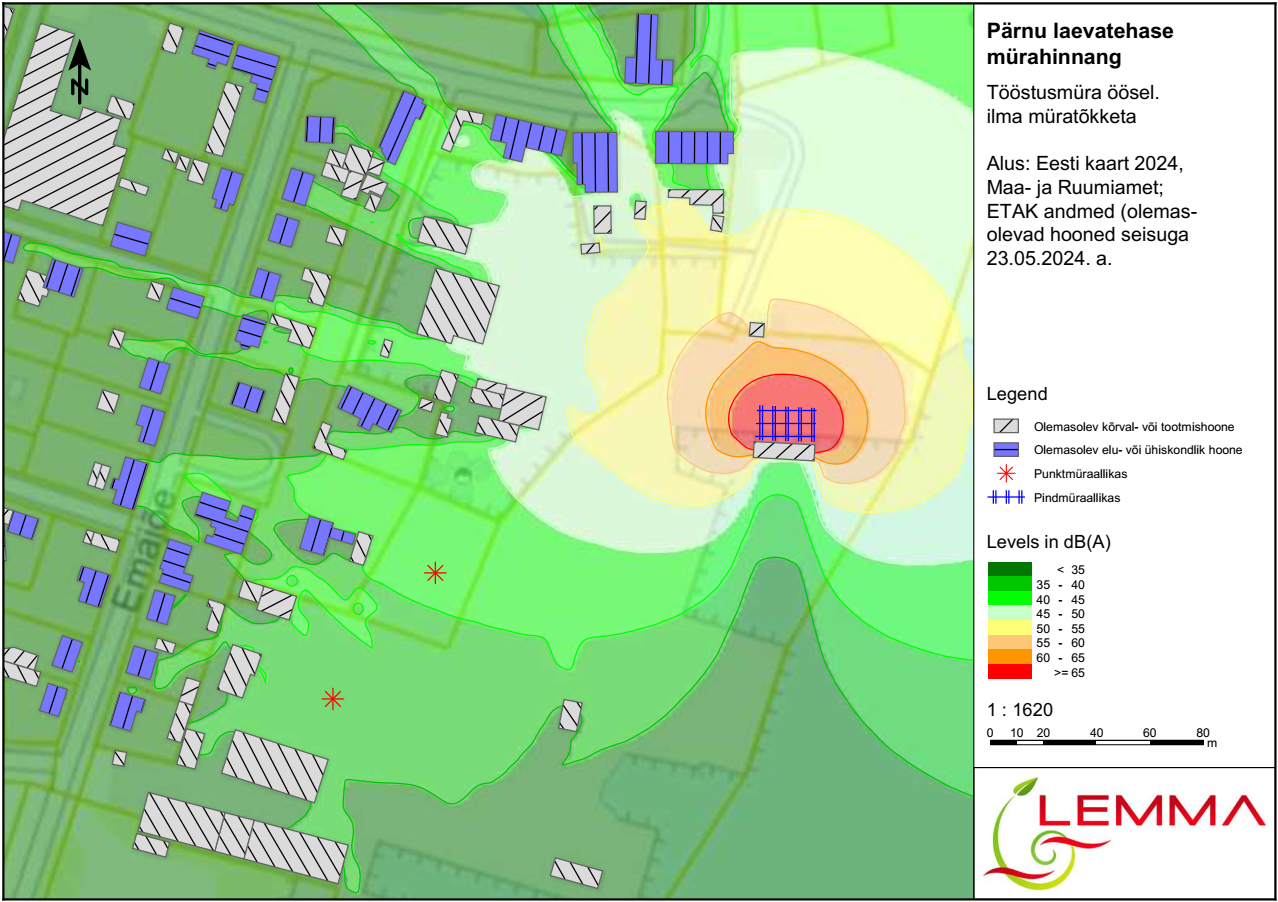 Pärnu laevatehase
mürahinnang
Tööstusmüra öösel.
ilma müratõkketa
Alus: Eesti kaart 2024,
Maa- ja Ruumiamet;
ETAK andmed (olemas-
olevad hooned seisuga
23.05.2024. a.
Legend
Olemasolev kõrval- või tootmishoone
Olemasolev elu- või ühiskondlik hoone
Punktmüraallikas
Pindmüraallikas
Levels in dB(A)
< 35
35 - 40
40 - 45
45 - 50
50 - 55
55 - 60
60 - 65
>= 65
1 : 1620
0 10 20 40 60 80
m
LEMMA
N
Emajõe